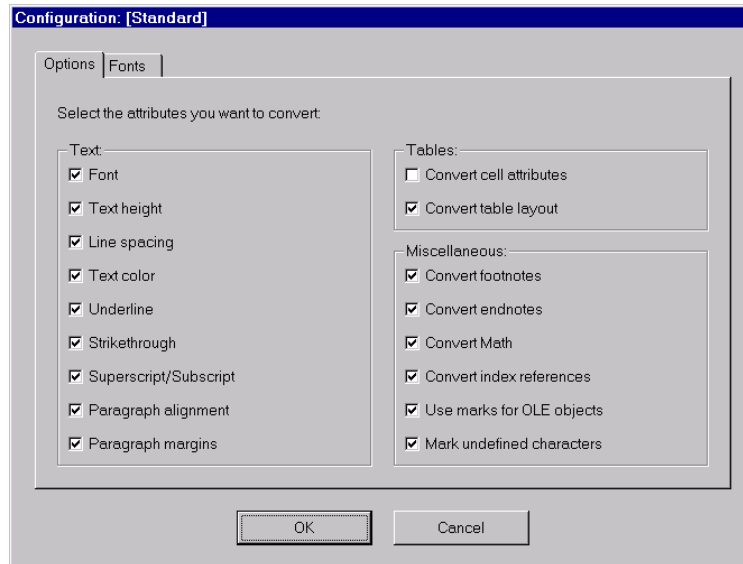 Configuration: [Standard]
Options Fonts
Select the attributes you want to convert:
Text:
Font
Text height
Line spacing
Text color
Underline
Strikethrough
Superscript/Subscript
Paragraph alignment
Paragraph margins
Tables:
Convert cell attributes
Convert table layout
Miscellaneous:
Convert footnotes
Convert endnotes
Convert Math
Convert index references
Use marks for OLE objects
Mark undefined characters
OK Cancel